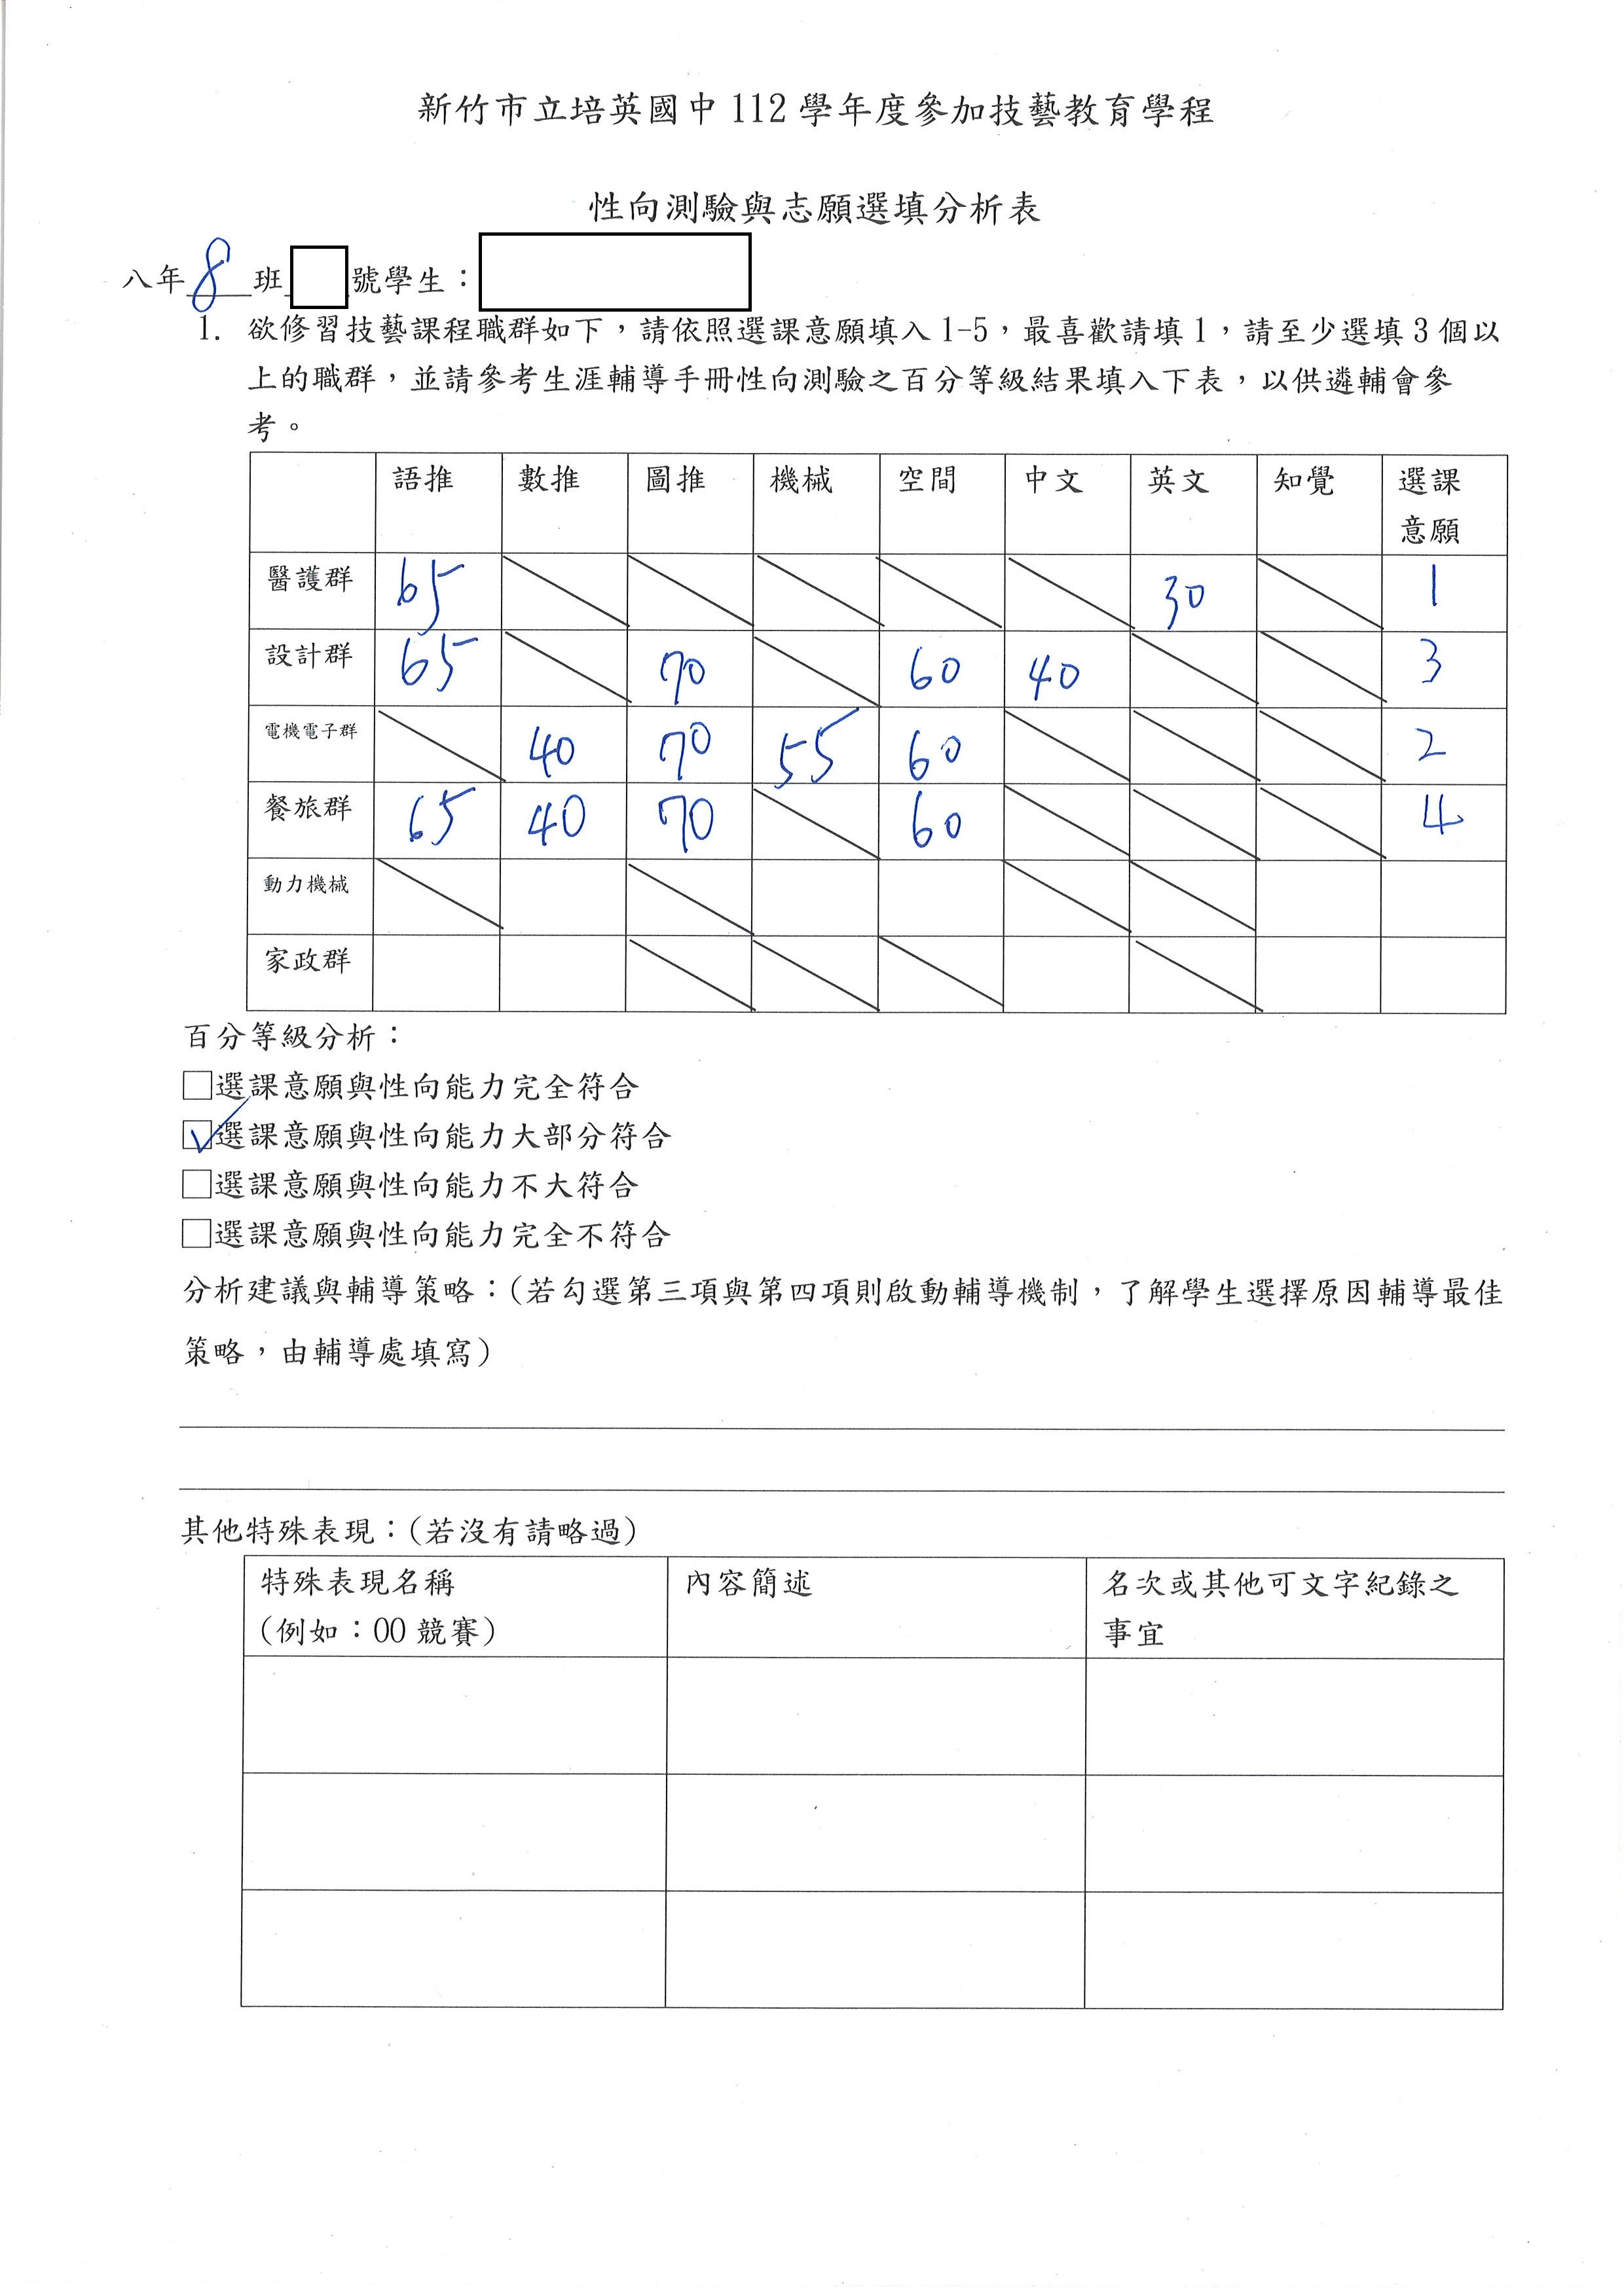 新竹市立培英國中 112 學年度參加技藝教育學程
性向測驗與志願選填分析表
八年8班 號學生：
1. 欲修習技藝課程職群如下，請依照選課意願填入 1-5，最喜歡請填 1，請至少選填 3 個以
上的職群，並請參考生涯輔導手冊性向測驗之百分等級結果填入下表，以供遴輔會參
考。
語推 數推 圖推 機械 空間 中文 英文 知覺 選課
意願
醫護群 65 30 1
設計群 65 70 60 40 3
電機電子群 40 70 55 60 2
餐旅群 65 40 70 60 4
動力機械
家政群
百分等級分析：
□選課意願與性向能力完全符合
☑選課意願與性向能力大部分符合
□選課意願與性向能力不大符合
□選課意願與性向能力完全不符合
分析建議與輔導策略：(若勾選第三項與第四項則啟動輔導機制，了解學生選擇原因輔導最佳
策略，由輔導處填寫)
其他特殊表現：(若沒有請略過)
特殊表現名稱 內容簡述 名次或其他可文字紀錄之
(例如：00 競賽) 事宜